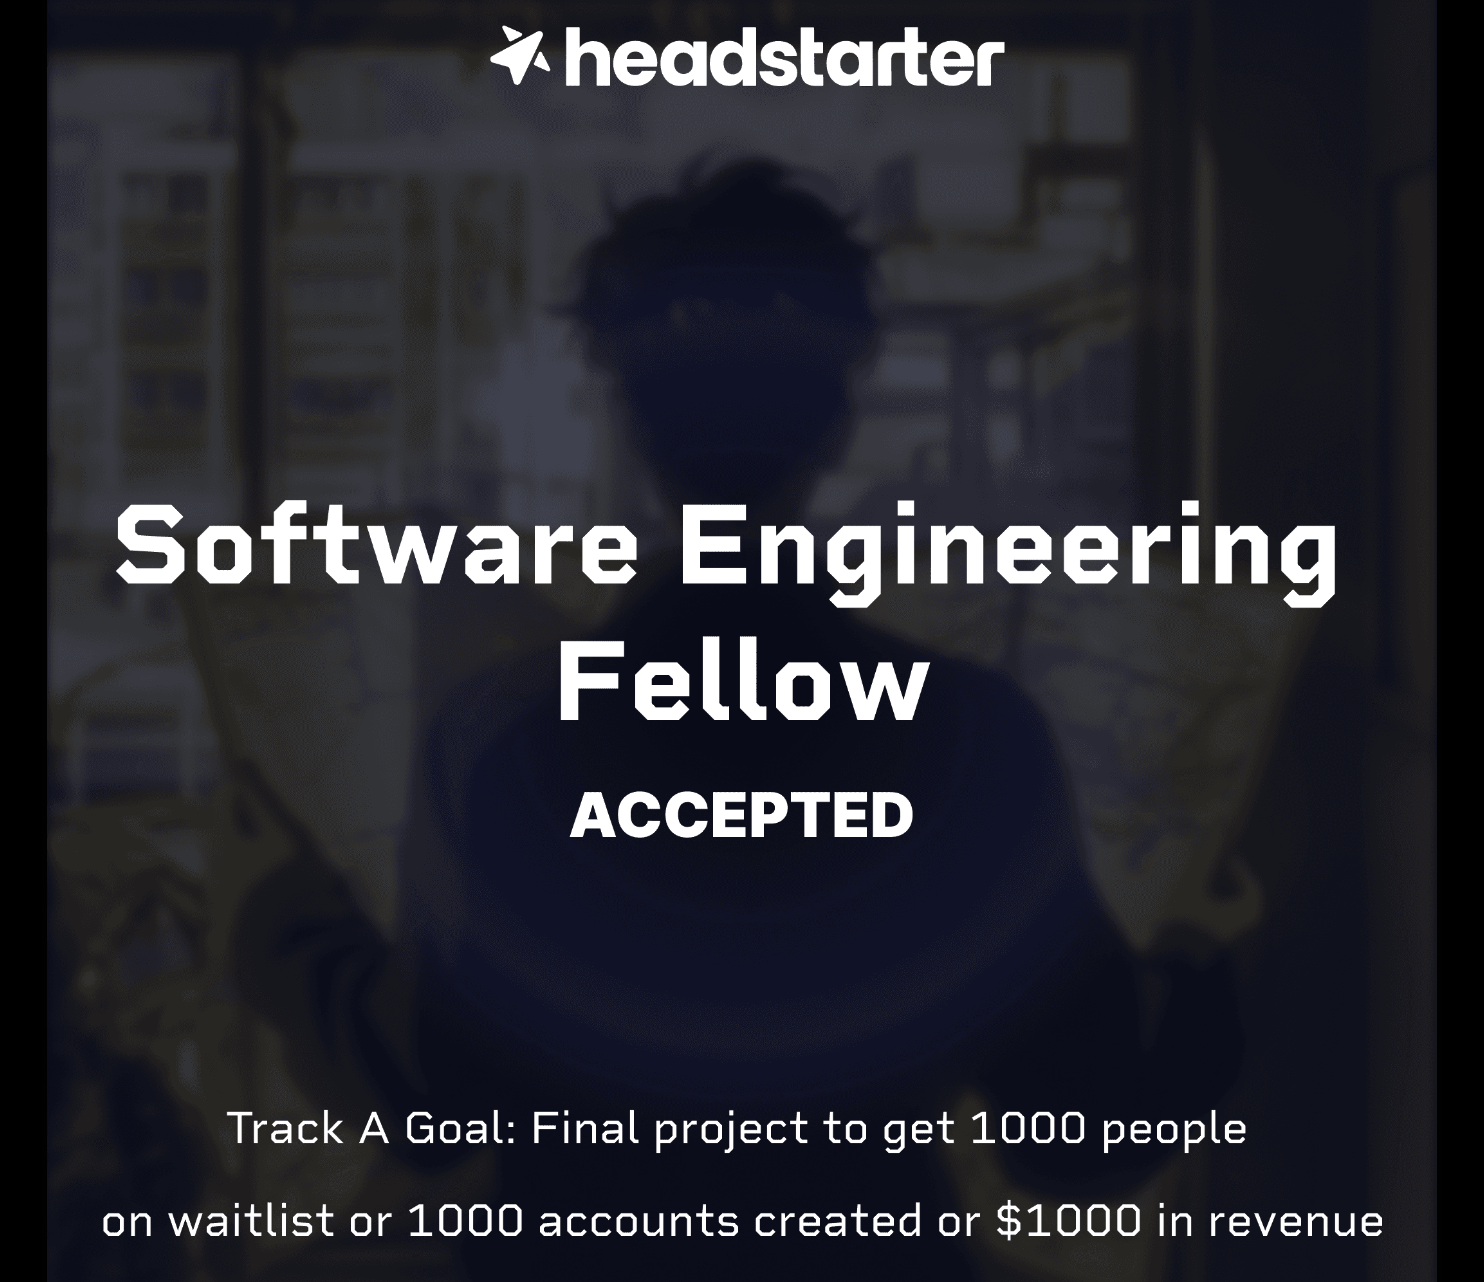 headstarter
Software Engineering
Fellow
ACCEPTED
Track A Goal: Final project to get 1000 people
on waitlist or 1000 accounts created or $1000 in revenue